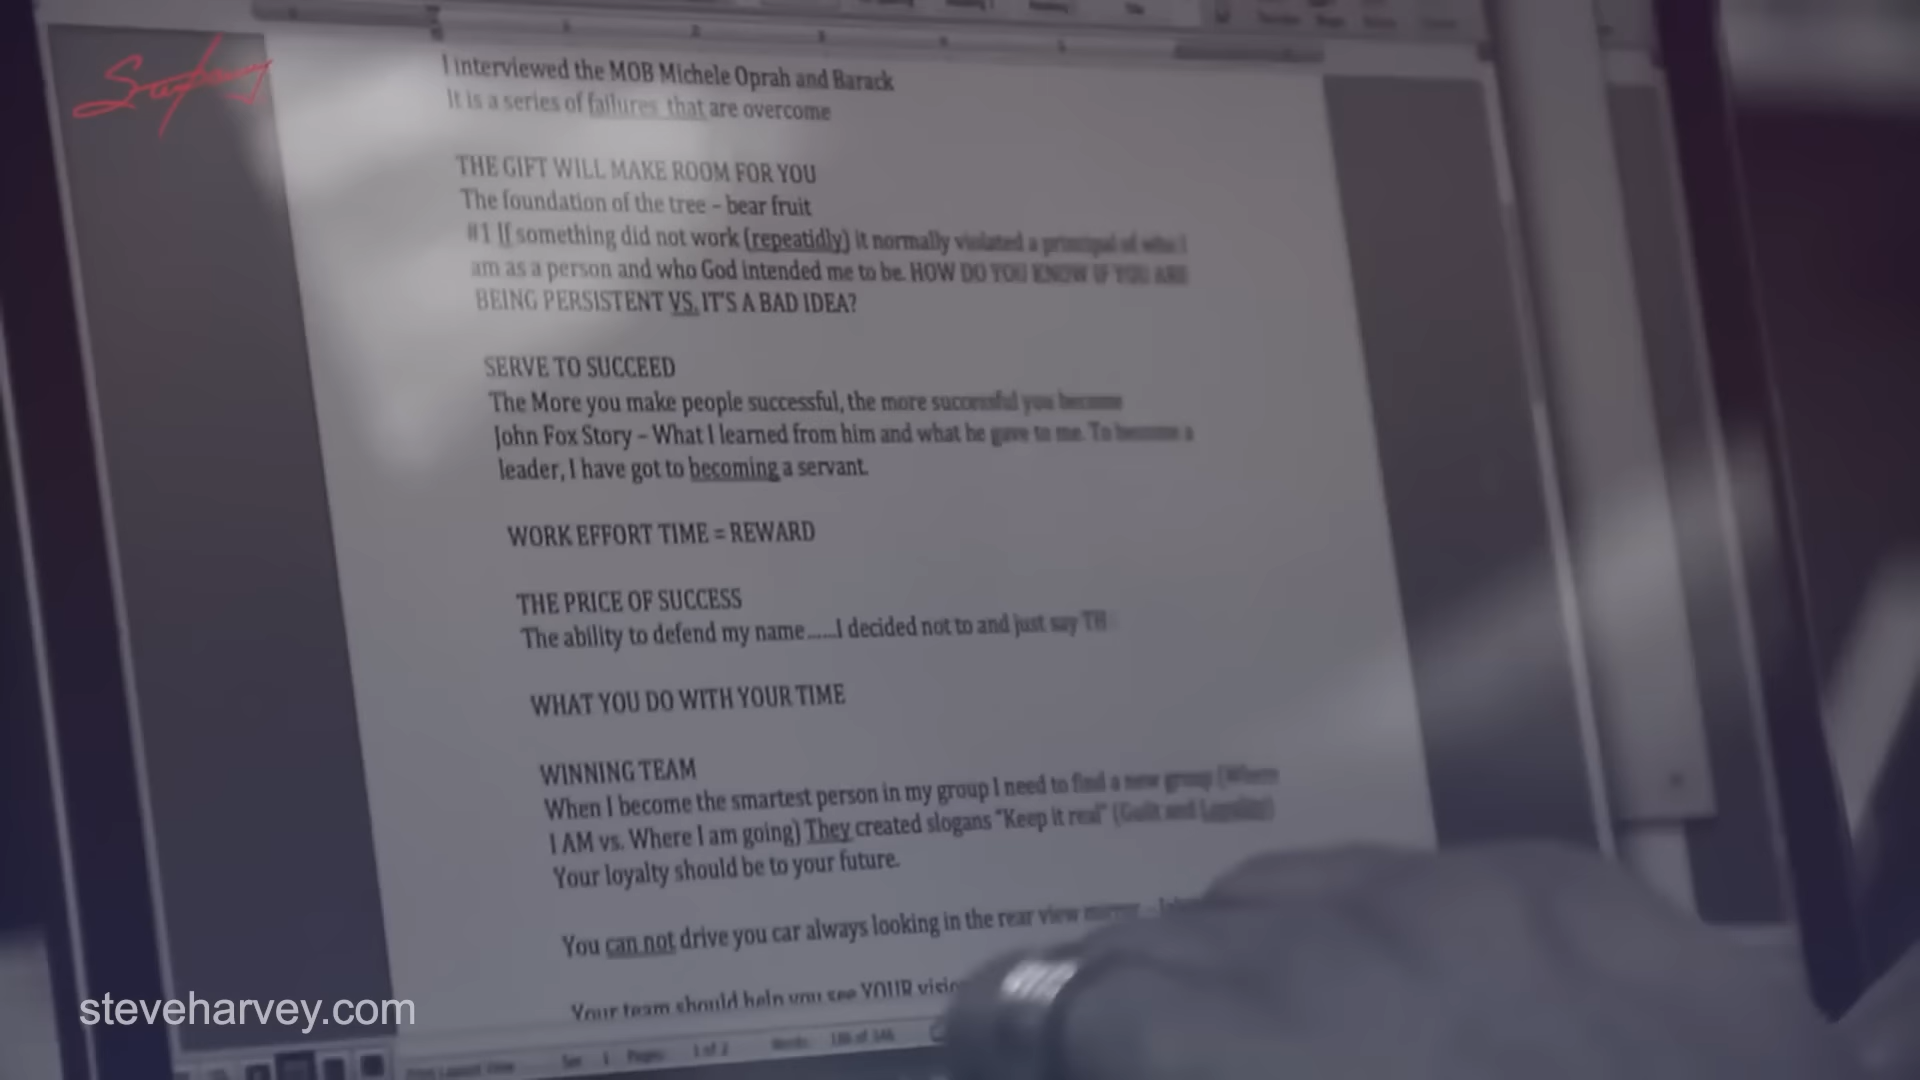 I interviewed the MOB Michele Oprah and Barack
It is a series of failures that are overcome
THE GIFT WILL MAKE ROOM FOR YOU
The foundation of the tree – bear fruit
#1 If something did not work (repeatidly) it normally violated a principal of who I
am as a person and who God intended me to be. HOW DO YOU KNOW IF YOU ARE
BEING PERSISTENT VS. IT'S A BAD IDEA?
SERVE TO SUCCEED
The More you make people successful, the more successful you become
John Fox Story – What I learned from him and what he gave to me. To become a
leader, I have got to becoming a servant.
WORK EFFORT TIME = REWARD
THE PRICE OF SUCCESS
The ability to defend my name......I decided not to and just say
WHAT YOU DO WITH YOUR TIME
WINNING TEAM
When I become the smartest person in my group I need to find a new group (Where
I AM vs. Where I am going) They created slogans "Keep it real" (Guilt and Loyality)
Your loyalty should be to your future.
You can not drive you car always looking in the rear view mirror -
Your team should help you see YOUR
steveharvey.com